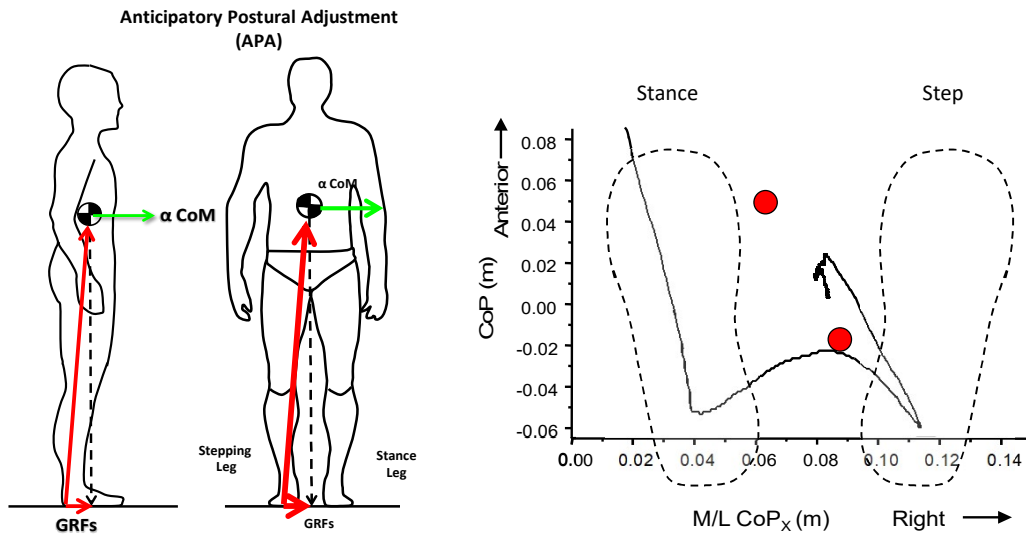 Anticipatory Postural Adjustment
(APA)
α CoM
α CoM
Stepping
Leg
Stance
Leg
GRFs
GRFs
Stance
Step
Anterior
CoP (m)
0.08
0.06
0.04
0.02
0.00
-0.02
-0.04
-0.06
0.00
0.02
0.04
0.06
0.08
0.10
0.12
0.14
M/L CoPX (m)
Right